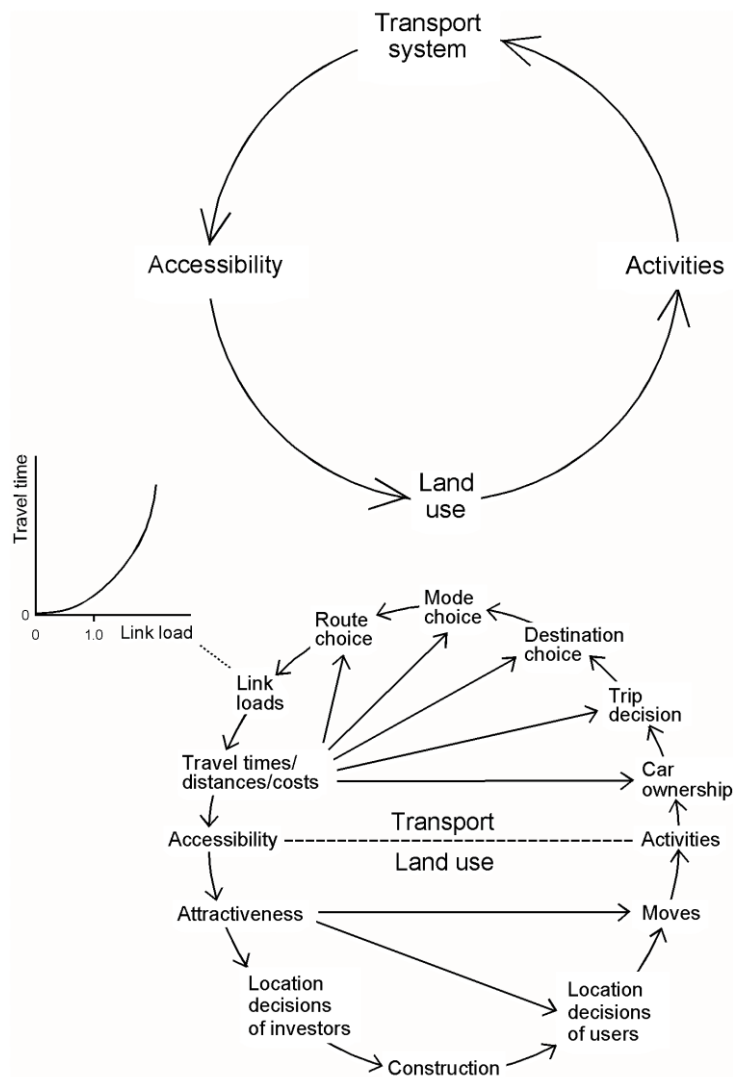 Transport
system
Accessibility
Activities
Land
use
Travel time
0
0
1.0
Link load
Mode
choice
Route
choice
Destination
choice
Link
loads
Trip
decision
Travel times/
distances/costs
Car
ownership
Transport
Accessibility
Activities
Land use
Attractiveness
Moves
Location
decisions
of investors
Location
decisions
of users
Construction